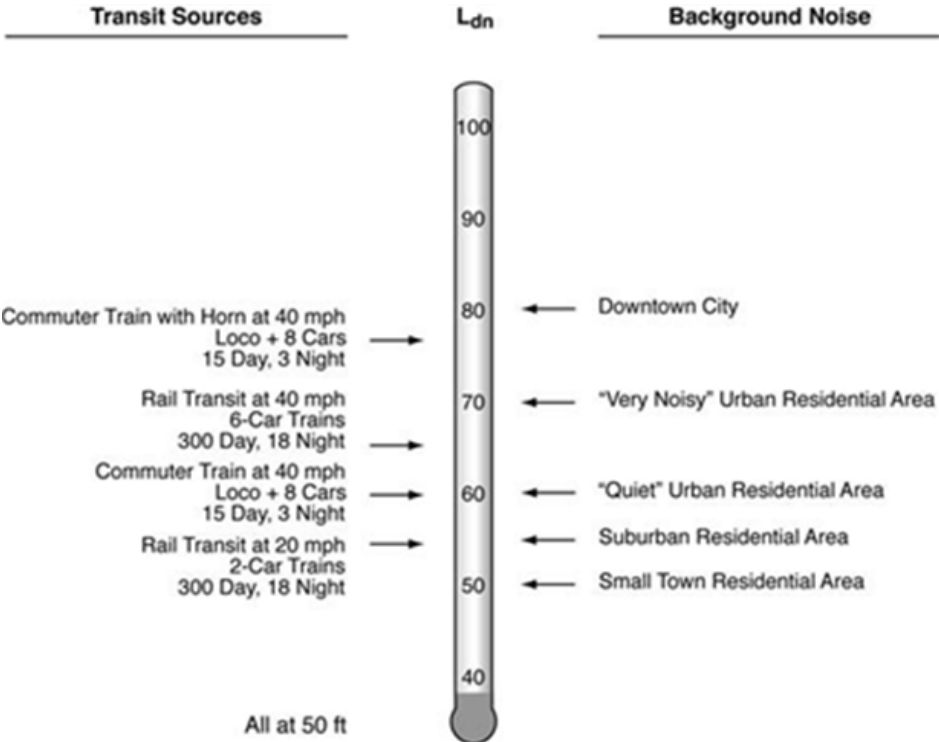 Transit Sources
Ldn
Background Noise
100
90
80
70
60
50
40
Commuter Train with Horn at 40 mph
Loco + 8 Cars
15 Day, 3 Night
Rail Transit at 40 mph
6-Car Trains
300 Day, 18 Night
Commuter Train at 40 mph
Loco + 8 Cars
15 Day, 3 Night
Rail Transit at 20 mph
2-Car Trains
300 Day, 18 Night
All at 50 ft
Downtown City
“Very Noisy” Urban Residential Area
“Quiet” Urban Residential Area
Suburban Residential Area
Small Town Residential Area